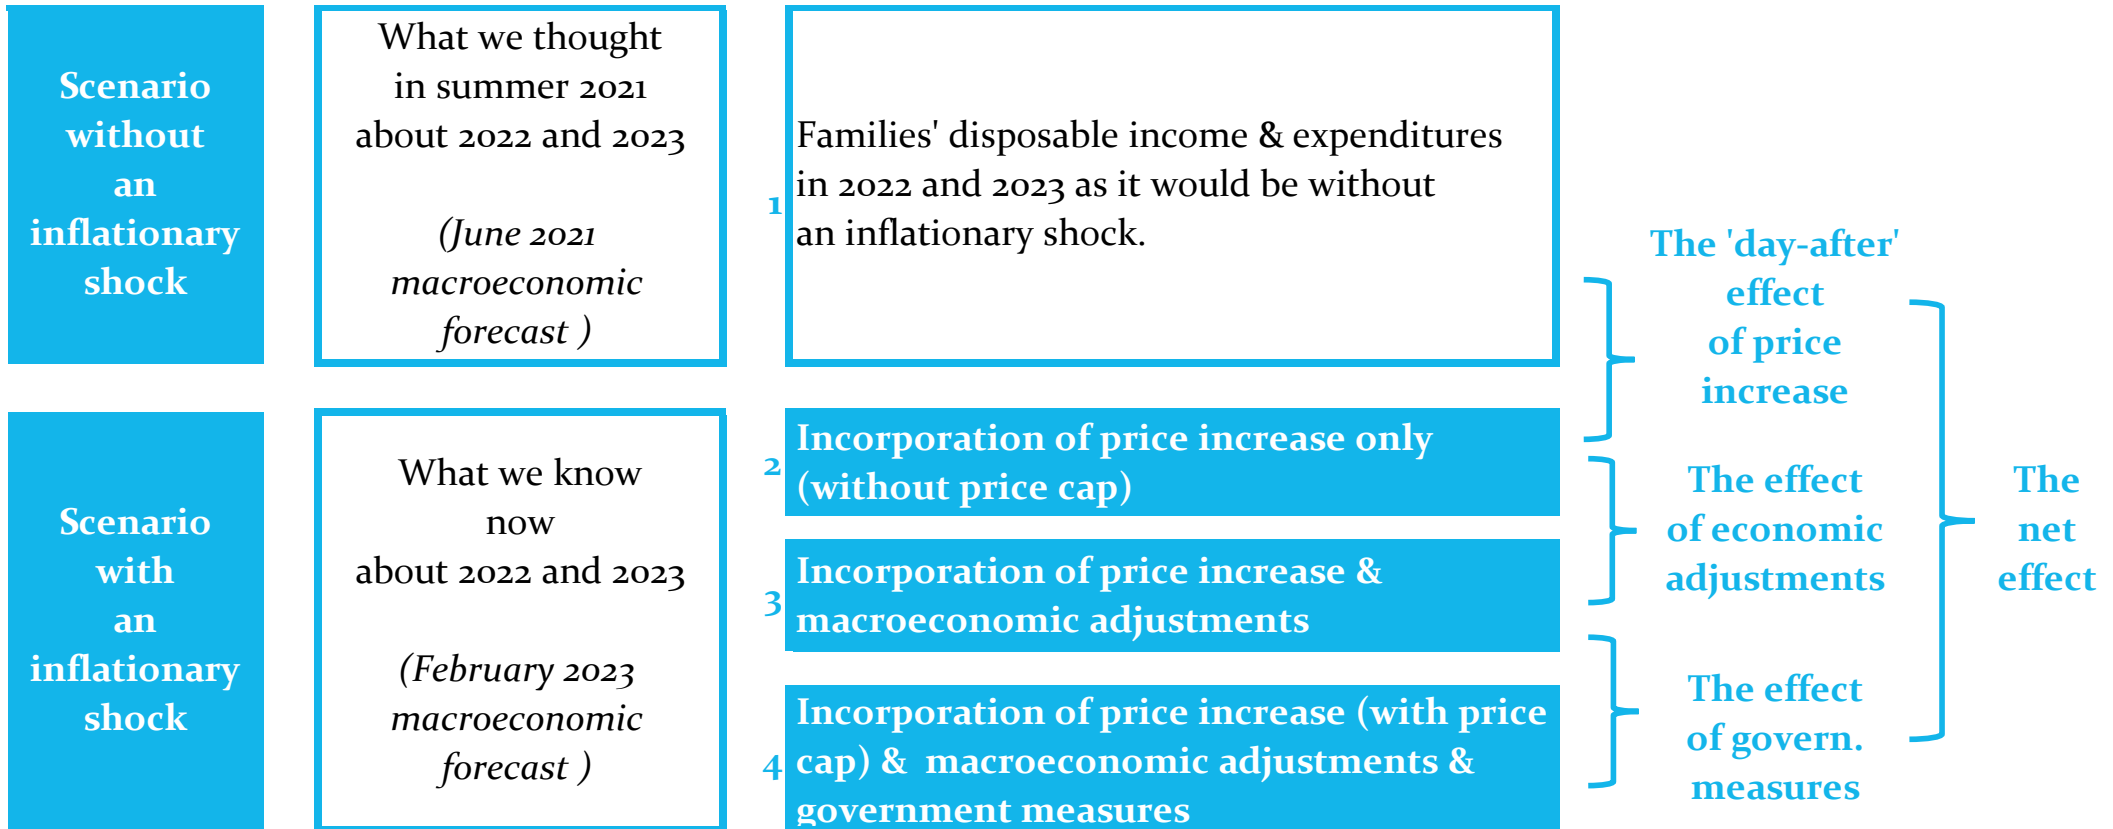 Scenario
without
an
inflationary
shock
What we thought
in summer 2021
about 2022 and 2023
(June 2021
macroeconomic
forecast )
1
Families' disposable income & expenditures
in 2022 and 2023 as it would be without
an inflationary shock.
Scenario
with
an
inflationary
shock
What we know
now
about 2022 and 2023
(February 2023
macroeconomic
forecast )
2
Incorporation of price increase only
(without price cap)
3
Incorporation of price increase &
macroeconomic adjustments
4
Incorporation of price increase (with price
cap) &  macroeconomic adjustments &
government measures
The 'day-after'
effect
of price
increase
The effect
of economic
adjustments
The effect
of govern.
measures
The
net
effect